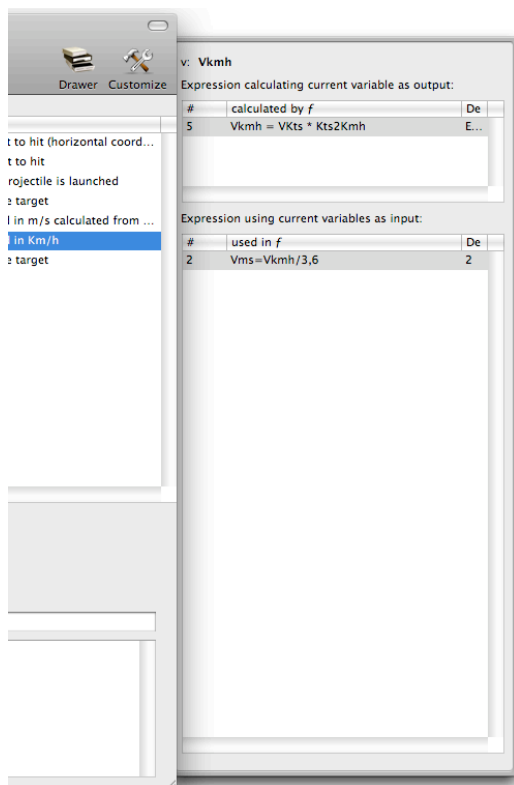 Drawer Customize
t to hit (horizontal coord...
t to hit
rojectile is launched
e target
l in m/s calculated from ...
l in Km/h
e target
v: Vkmh
Expression calculating current variable as output:
# calculated by f De
5 Vkmh = VKts * Kts2Kmh E...
Expression using current variables as input:
# used in f De
2 Vms=Vkmh/3,6 2